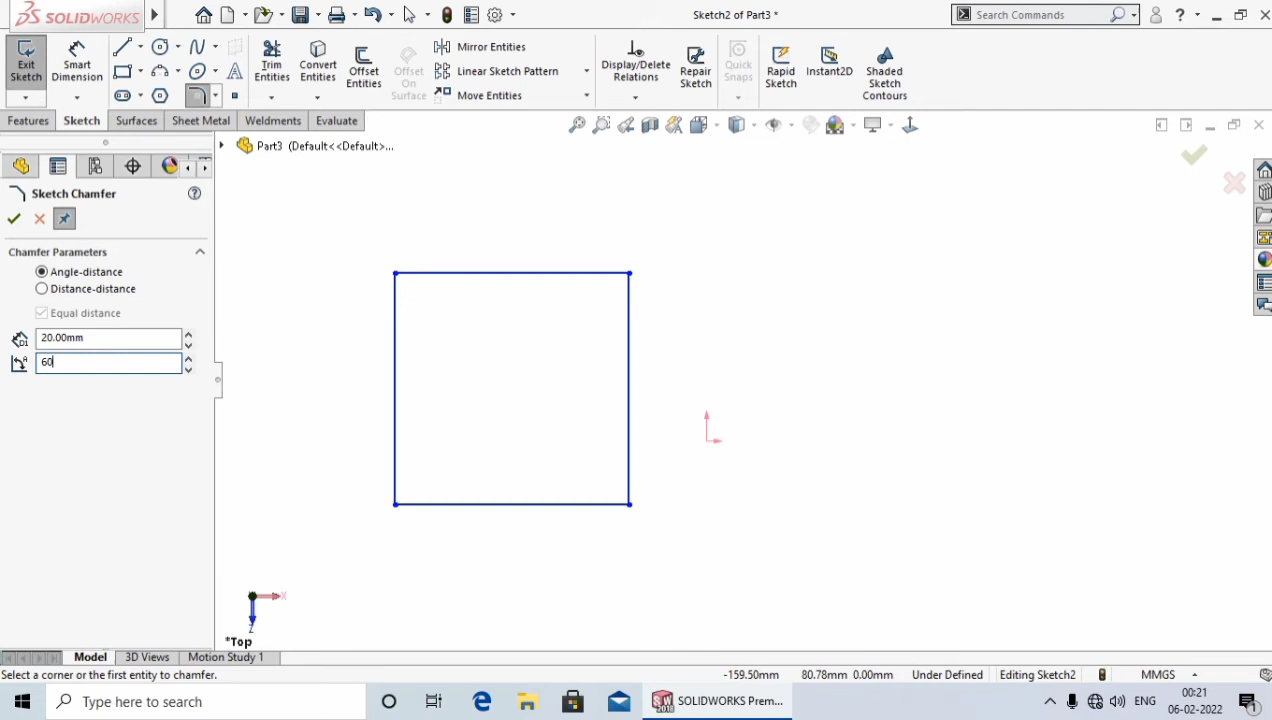 SOLIDWORKS
Sketch2 of Part3 *
Search Commands
?
Exit Sketch
Smart Dimension
Trim Entities
Convert Entities
Offset Entities
Offset On Surface
Mirror Entities
Linear Sketch Pattern
Move Entities
Display/Delete Relations
Repair Sketch
Quick Snaps
Rapid Sketch
Instant2D
Shaded Sketch Contours
Features
Sketch
Surfaces
Sheet Metal
Weldments
Evaluate
Part3 (Default<<Default>...
Sketch Chamfer
?
Chamfer Parameters
Angle-distance
Distance-distance
Equal distance
20.00mm
60
X
Z
*Top
Model
3D Views
Motion Study 1
Select a corner or the first entity to chamfer.
-159.50mm
80.78mm 0.00mm
Under Defined
Editing Sketch2
MMGS
Type here to search
SOLIDWORKS Prem...
ENG
00:21
06-02-2022
1